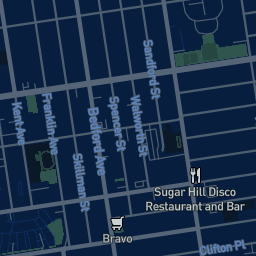 Sandford St
Walworth St
Spencer St
Bedford Ave
Skillman St
Franklin Ave
Kent Ave
Sugar Hill Disco
Restaurant and Bar
Bravo
Clifton Pl